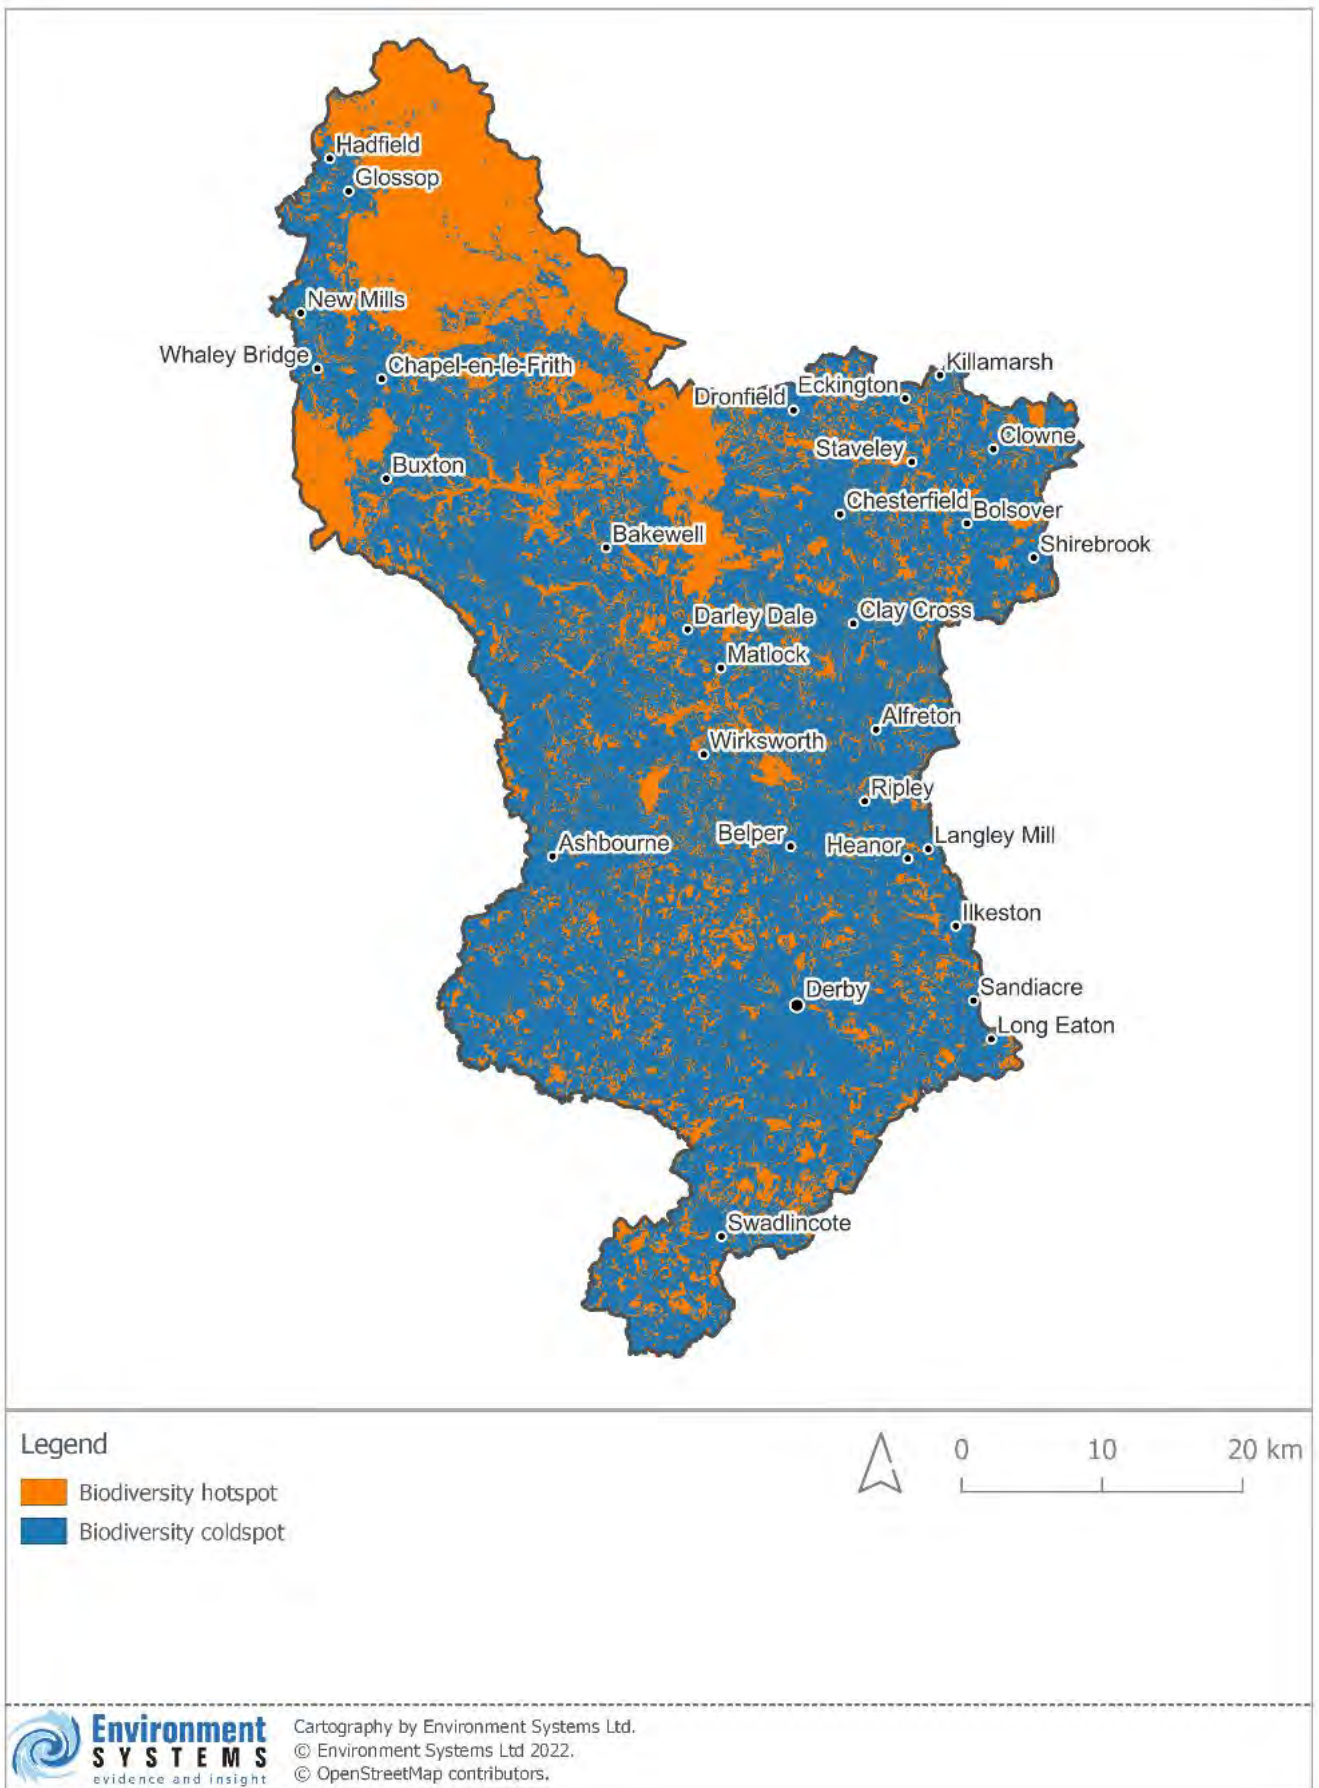 Hadfield
Glossop
New Mills
Whaley Bridge
Chapel-en-le-Frith
Killamarsh
Eckington
Dronfield
Clowne
Staveley
Buxton
Chesterfield
Bolsover
Bakewell
Shirebrook
Clay Cross
Darley Dale
Matlock
Alfreton
Wirksworth
Ripley
Langley Mill
Belper
Heanor
Ashbourne
Ilkeston
Sandiacre
Derby
Long Eaton
Swadlincote
Legend
0 10 20 km
Biodiversity hotspot
Biodiversity coldspot
Environment
SYSTEMS
evidence and insight
Cartography by Environment Systems Ltd.
© Environment Systems Ltd 2022.
© OpenStreetMap contributors.